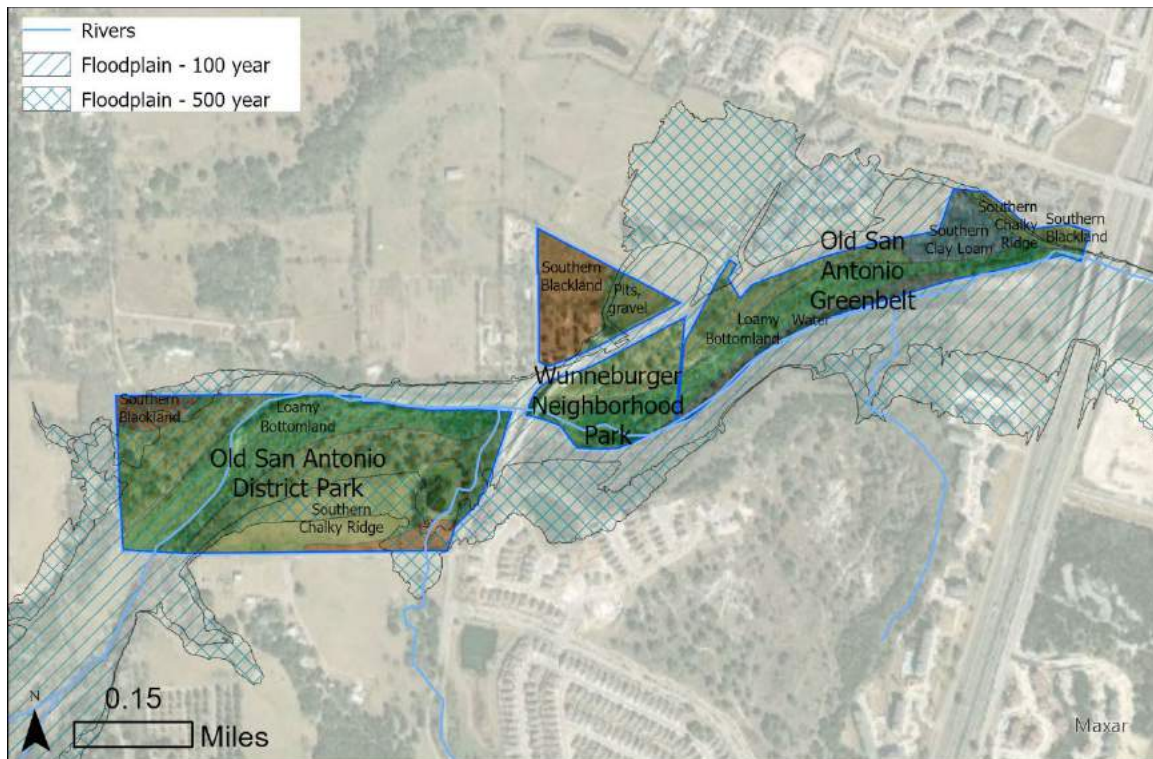 Rivers
Floodplain - 100 year
Floodplain - 500 year
Southern
Chalky
Ridge
Southern
Blackland
Southern
Clay Loam
Old San
Antonio
Greenbelt
Southern
Blackland
Pits,
gravel
Loamy
Bottomland
Water
Wunneburger
Neighborhood
Park
Southern
Blackland
Loamy
Bottomland
Old San Antonio
District Park
Southern
Chalky Ridge
N
0.15
Miles
Maxar